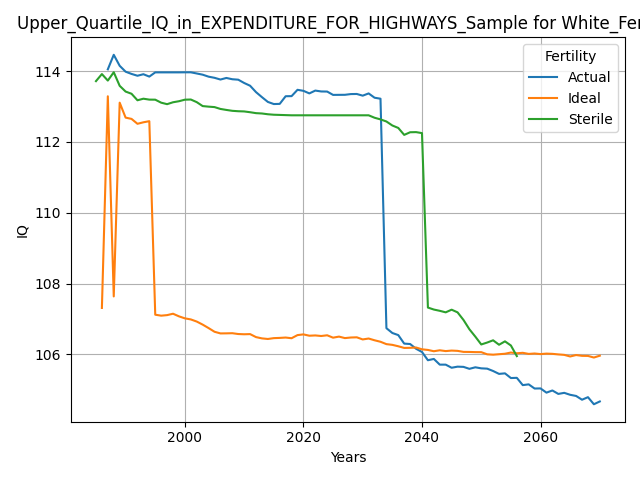 Upper_Quartile_IQ_in_EXPENDITURE_FOR_HIGHWAYS_Sample for White_Fer
Fertility
Actual
Ideal
Sterile
114
112
110
108
106
IQ
2000
2020
2040
2060
Years